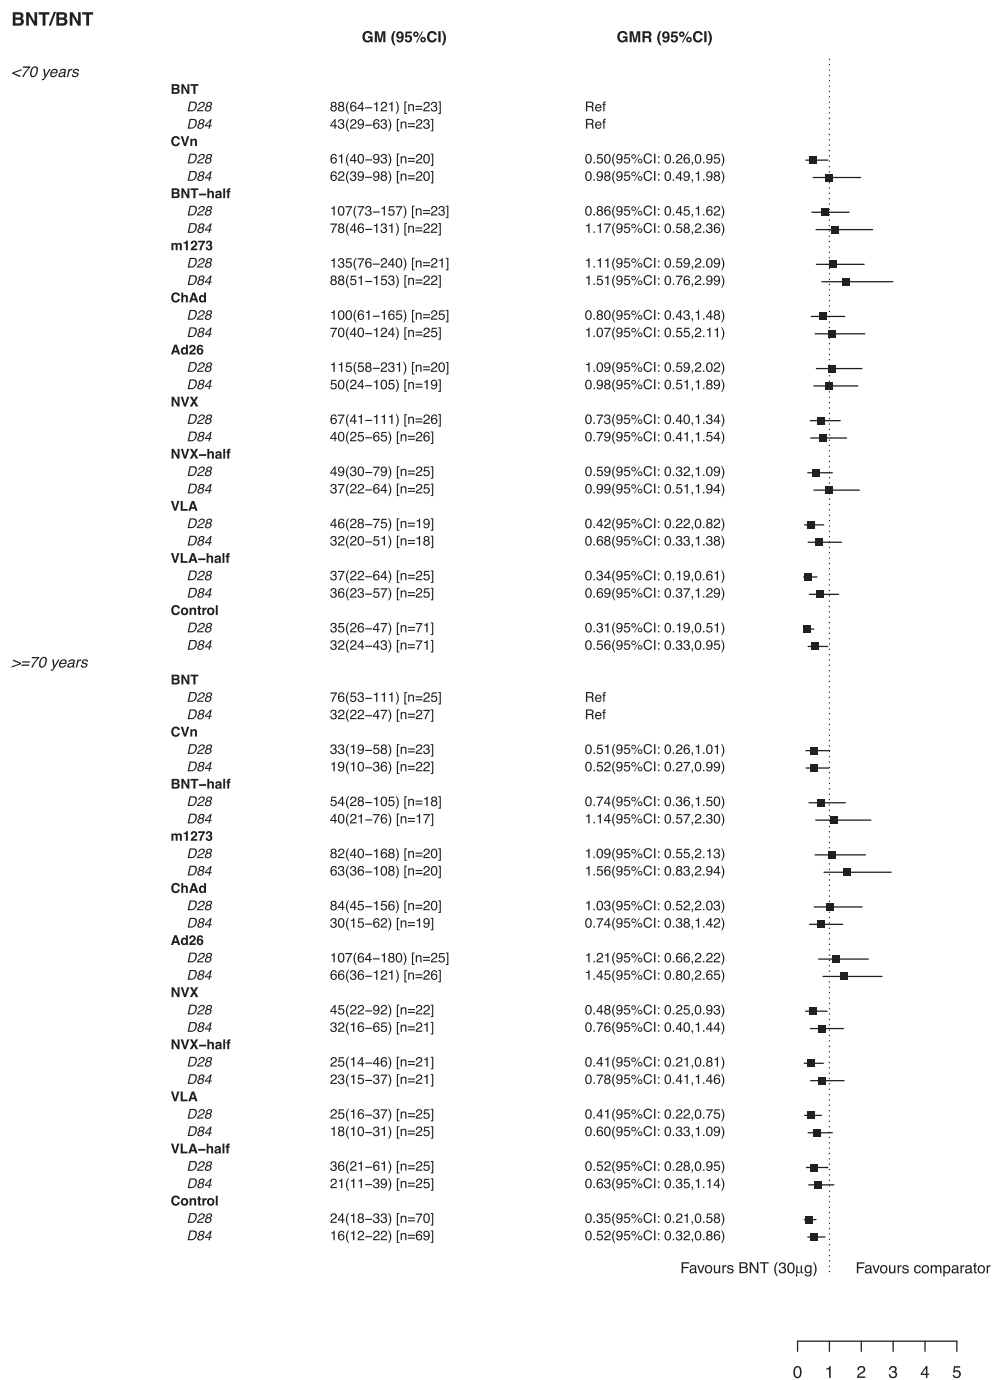 BNT/BNT
GM (95%CI) GMR (95%CI)
<70 years
BNT
D28 88(64−121) [n=23] Ref
D84 43(29−63) [n=23] Ref
CVn
D28 61(40−93) [n=20] 0.50(95%CI: 0.26,0.95)
D84 62(39−98) [n=20] 0.98(95%CI: 0.49,1.98)
BNT−half
D28 107(73−157) [n=23] 0.86(95%CI: 0.45,1.62)
D84 78(46−131) [n=22] 1.17(95%CI: 0.58,2.36)
m1273
D28 135(76−240) [n=21] 1.11(95%CI: 0.59,2.09)
D84 88(51−153) [n=22] 1.51(95%CI: 0.76,2.99)
ChAd
D28 100(61−165) [n=25] 0.80(95%CI: 0.43,1.48)
D84 70(40−124) [n=25] 1.07(95%CI: 0.55,2.11)
Ad26
D28 115(58−231) [n=20] 1.09(95%CI: 0.59,2.02)
D84 50(24−105) [n=19] 0.98(95%CI: 0.51,1.89)
NVX
D28 67(41−111) [n=26] 0.73(95%CI: 0.40,1.34)
D84 40(25−65) [n=26] 0.79(95%CI: 0.41,1.54)
NVX−half
D28 49(30−79) [n=25] 0.59(95%CI: 0.32,1.09)
D84 37(22−64) [n=25] 0.99(95%CI: 0.51,1.94)
VLA
D28 46(28−75) [n=19] 0.42(95%CI: 0.22,0.82)
D84 32(20−51) [n=18] 0.68(95%CI: 0.33,1.38)
VLA−half
D28 37(22−64) [n=25] 0.34(95%CI: 0.19,0.61)
D84 36(23−57) [n=25] 0.69(95%CI: 0.37,1.29)
Control
D28 35(26−47) [n=71] 0.31(95%CI: 0.19,0.51)
D84 32(24−43) [n=71] 0.56(95%CI: 0.33,0.95)
>=70 years
BNT
D28 76(53−111) [n=25] Ref
D84 32(22−47) [n=27] Ref
CVn
D28 33(19−58) [n=23] 0.51(95%CI: 0.26,1.01)
D84 19(10−36) [n=22] 0.52(95%CI: 0.27,0.99)
BNT−half
D28 54(28−105) [n=18] 0.74(95%CI: 0.36,1.50)
D84 40(21−76) [n=17] 1.14(95%CI: 0.57,2.30)
m1273
D28 82(40−168) [n=20] 1.09(95%CI: 0.55,2.13)
D84 63(36−108) [n=20] 1.56(95%CI: 0.83,2.94)
ChAd
D28 84(45−156) [n=20] 1.03(95%CI: 0.52,2.03)
D84 30(15−62) [n=19] 0.74(95%CI: 0.38,1.42)
Ad26
D28 107(64−180) [n=25] 1.21(95%CI: 0.66,2.22)
D84 66(36−121) [n=26] 1.45(95%CI: 0.80,2.65)
NVX
D28 45(22−92) [n=22] 0.48(95%CI: 0.25,0.93)
D84 32(16−65) [n=21] 0.76(95%CI: 0.40,1.44)
NVX−half
D28 25(14−46) [n=21] 0.41(95%CI: 0.21,0.81)
D84 23(15−37) [n=21] 0.78(95%CI: 0.41,1.46)
VLA
D28 25(16−37) [n=25] 0.41(95%CI: 0.22,0.75)
D84 18(10−31) [n=25] 0.60(95%CI: 0.33,1.09)
VLA−half
D28 36(21−61) [n=25] 0.52(95%CI: 0.28,0.95)
D84 21(11−39) [n=25] 0.63(95%CI: 0.35,1.14)
Control
D28 24(18−33) [n=70] 0.35(95%CI: 0.21,0.58)
D84 16(12−22) [n=69] 0.52(95%CI: 0.32,0.86)
Favours BNT (30µg) Favours comparator
0 1 2 3 4 5